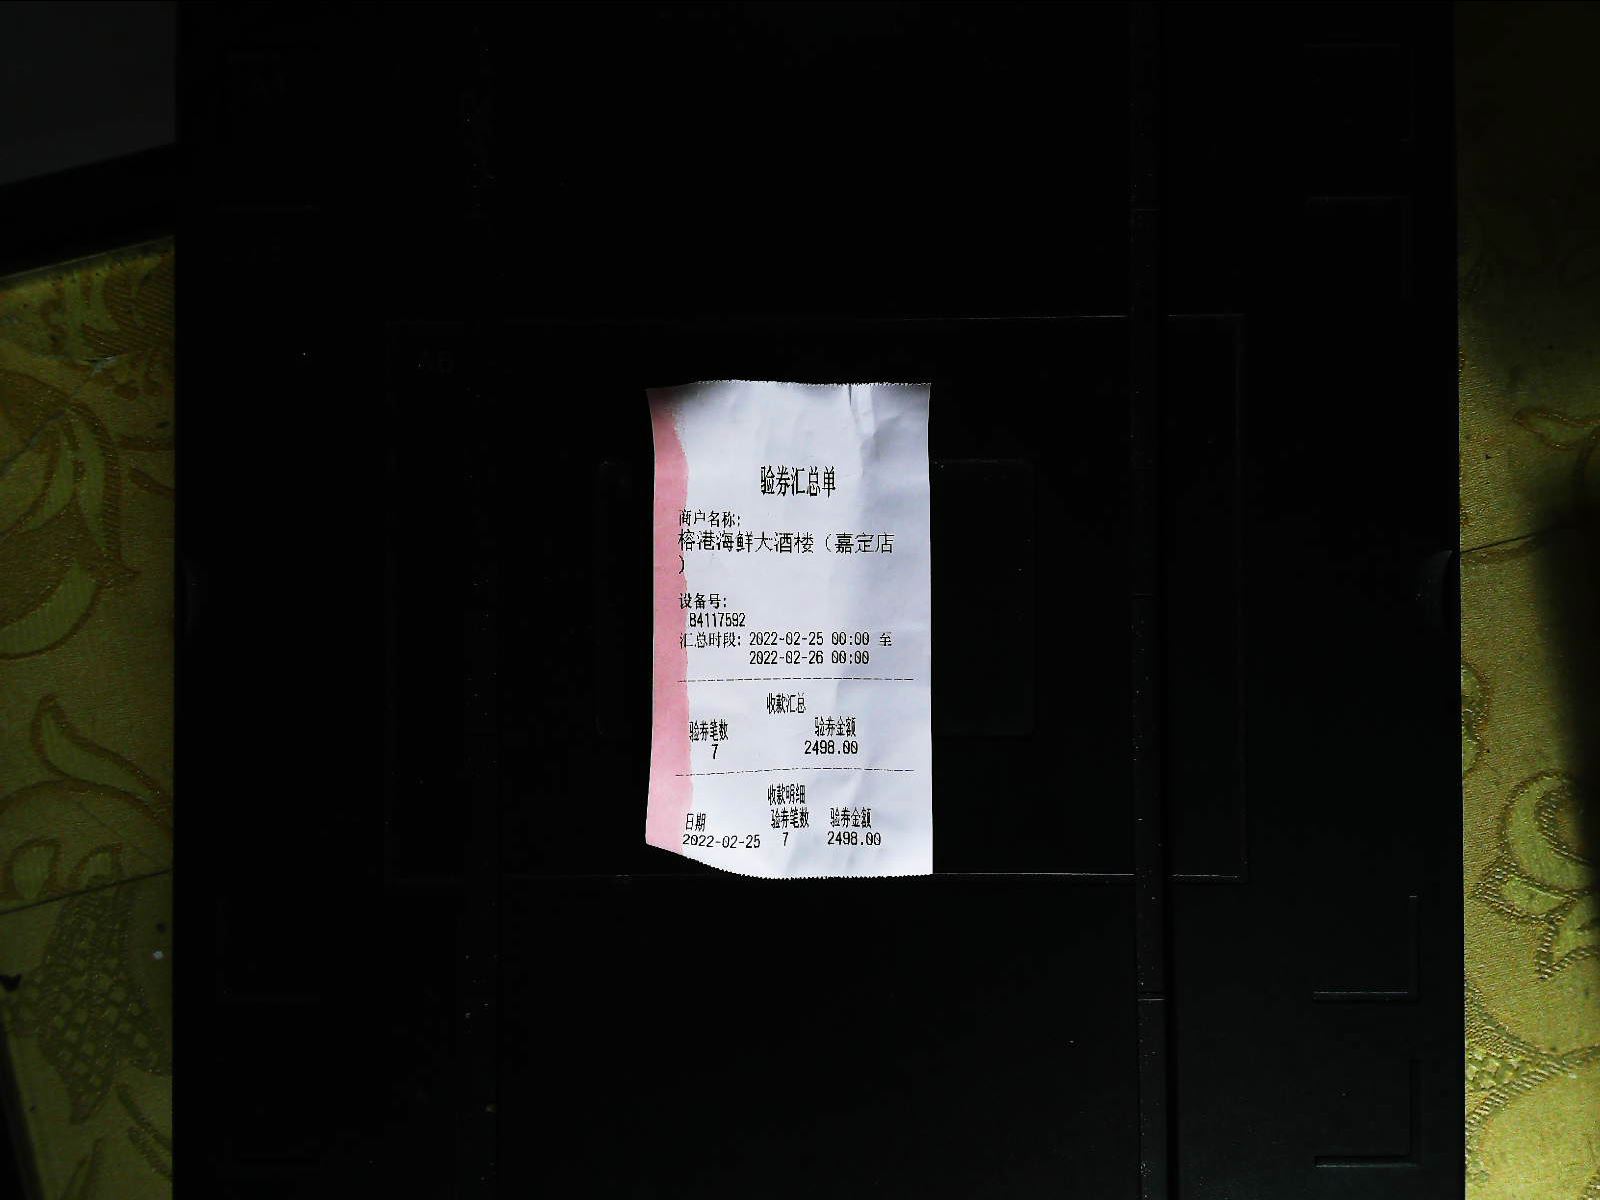 验券汇总单
商户名称:
榕港海鲜大酒楼（嘉定店
）
设备号:
84117592
汇总时段: 2022-02-25 00:00 至
2022-02-26 00:00
收款汇总
验券笔数 验券金额
7 2498.00
收款明细
日期 验券笔数 验券金额
2022-02-25 7 2498.00